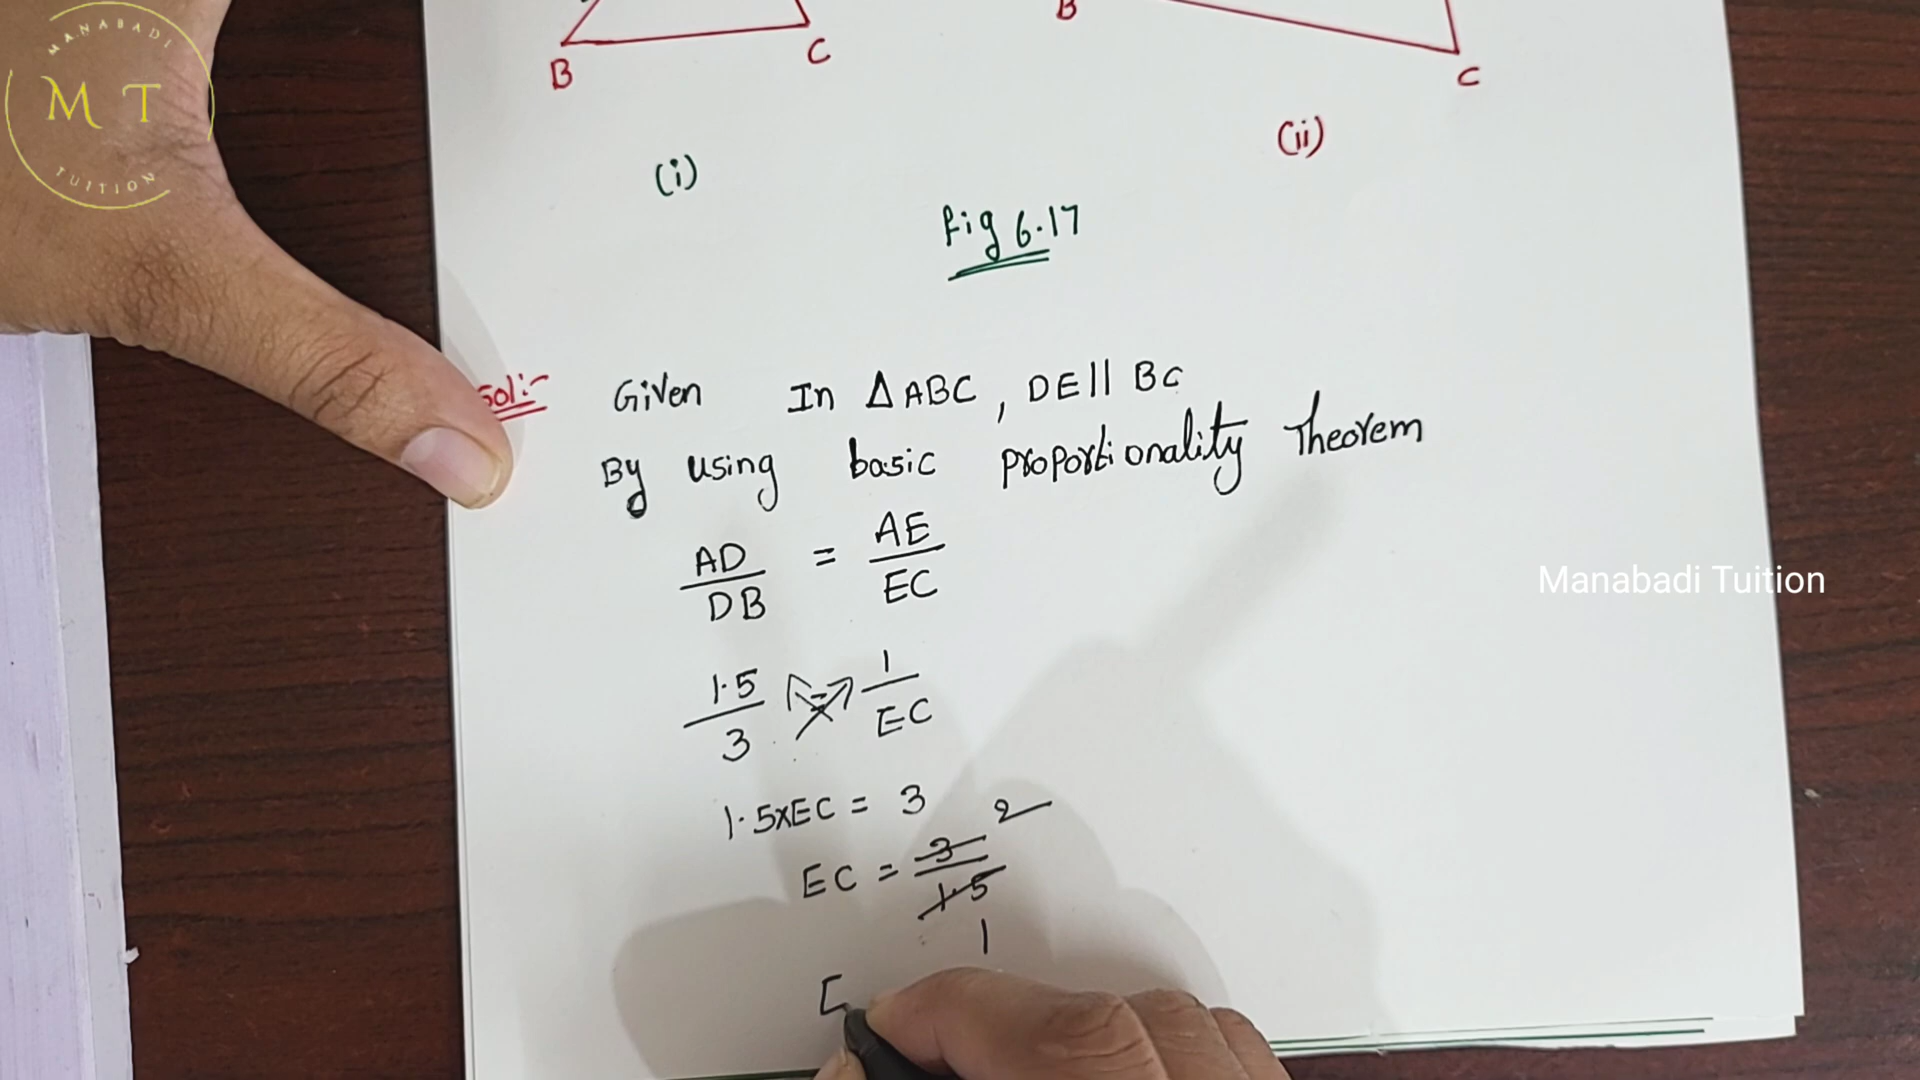 MANABADI
M T
TUITION
B
C
B
C
(i)
(ii)
Fig 6.17
Sol:-
Given In ΔABC, DE || BC
By using basic proportionality Theorem
AD/DB = AE/EC
1.5/3 = 1/EC
1.5xEC = 3
EC = 3/1.5
2
1
E
Manabadi Tuition